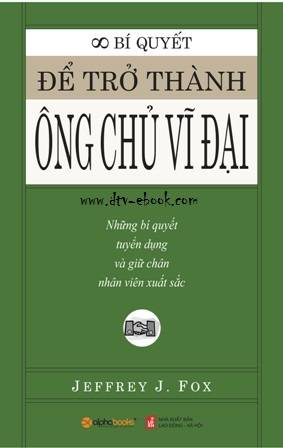 ∞ BÍ QUYẾT
ĐỂ TRỞ THÀNH
ÔNG CHỦ VĨ ĐẠI
www.dtv-ebook.com
Những bí quyết
tuyển dụng
và giữ chân
nhân viên xuất sắc
JEFFREY J. FOX
alphabooks
NHÀ XUẤT BẢN
LAO ĐỘNG - XÃ HỘI